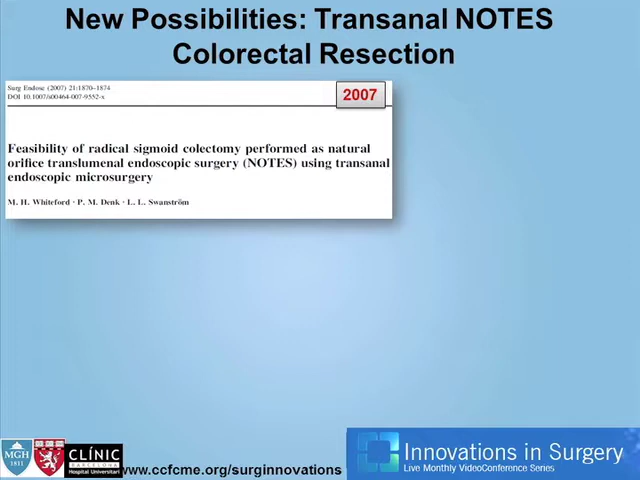 New Possibilities: Transanal NOTES
Colorectal Resection
Surg Endosc (2007) 21:1870–1874
DOI 10.1007/s00464-007-9552-x
2007
Feasibility of radical sigmoid colectomy performed as natural
orifice translumenal endoscopic surgery (NOTES) using transanal
endoscopic microsurgery
M. H. Whiteford · P. M. Denk · L. L. Swanström
MGH
1811
CLÍNIC
BARCELONA
Hospital Universitari
www.ccfcme.org/surginnovations
Innovations in Surgery
Live Monthly VideoConference Series